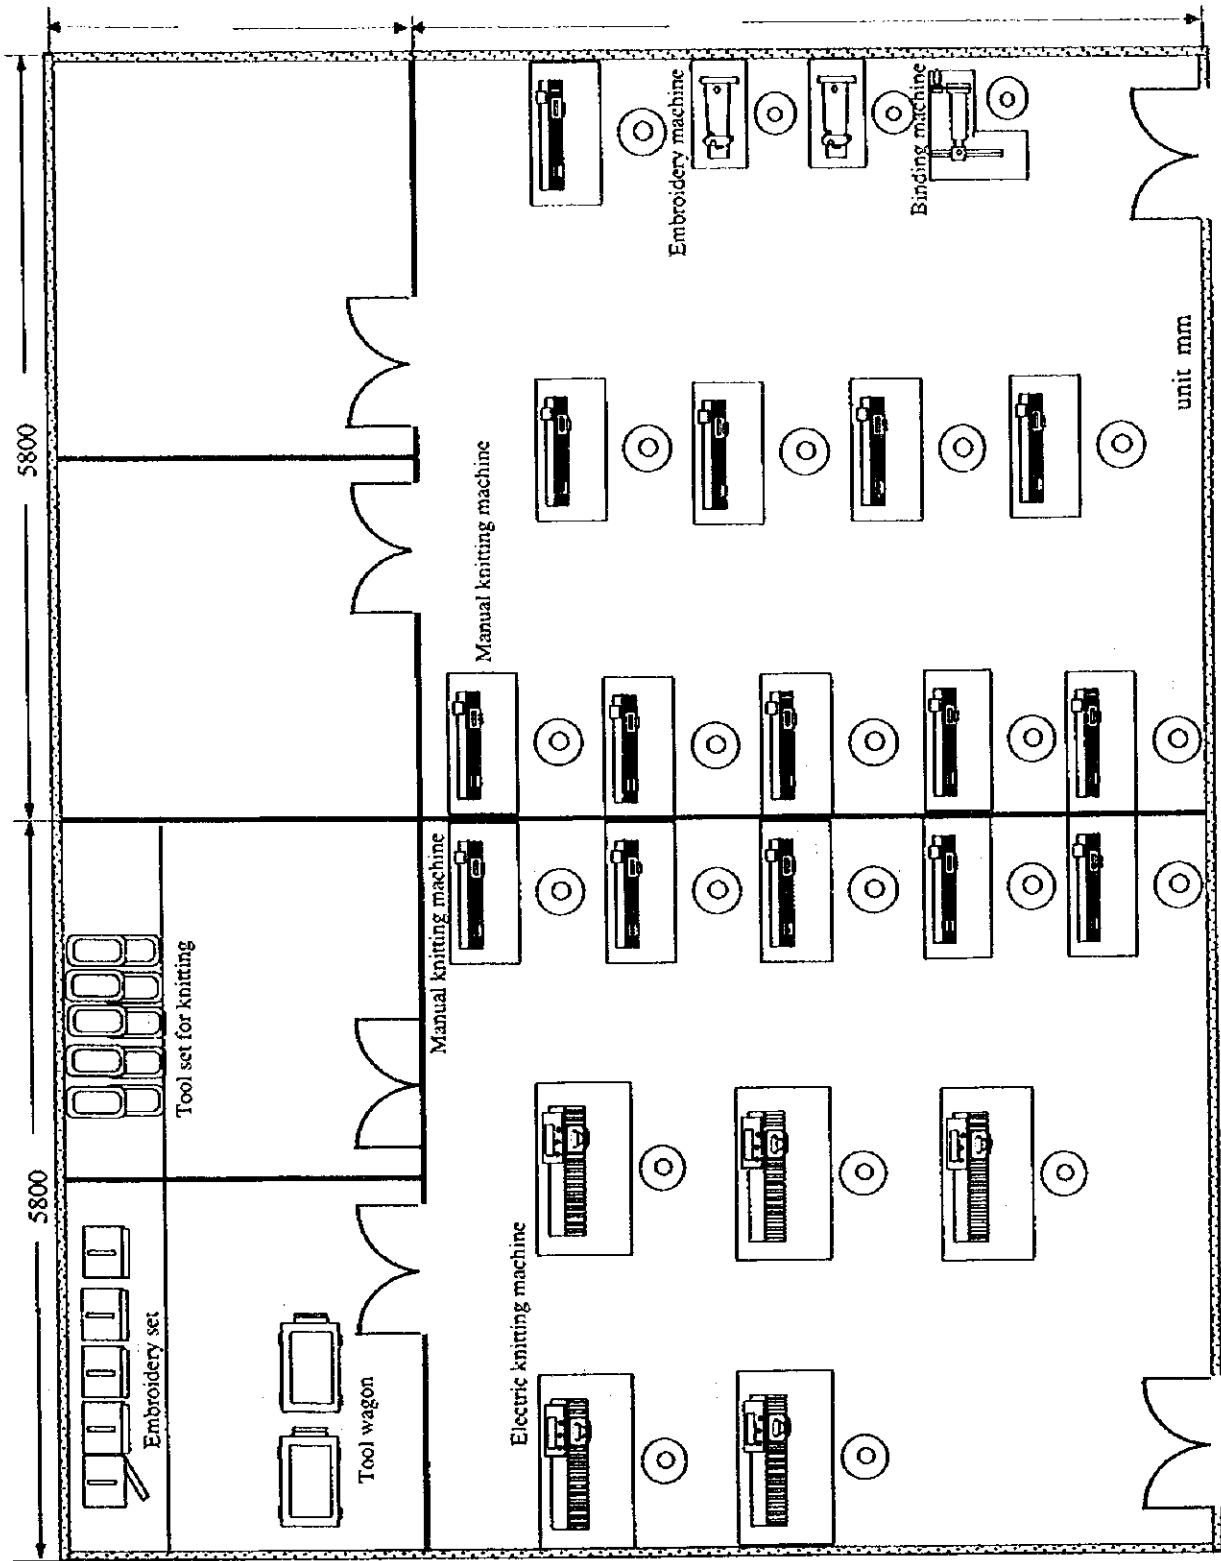 5800
5800
Tool set for knitting
Embroidery set
Tool wagon
Manual knitting machine
Manual knitting machine
Electric knitting machine
Embroidery machine
Binding machine
unit mm